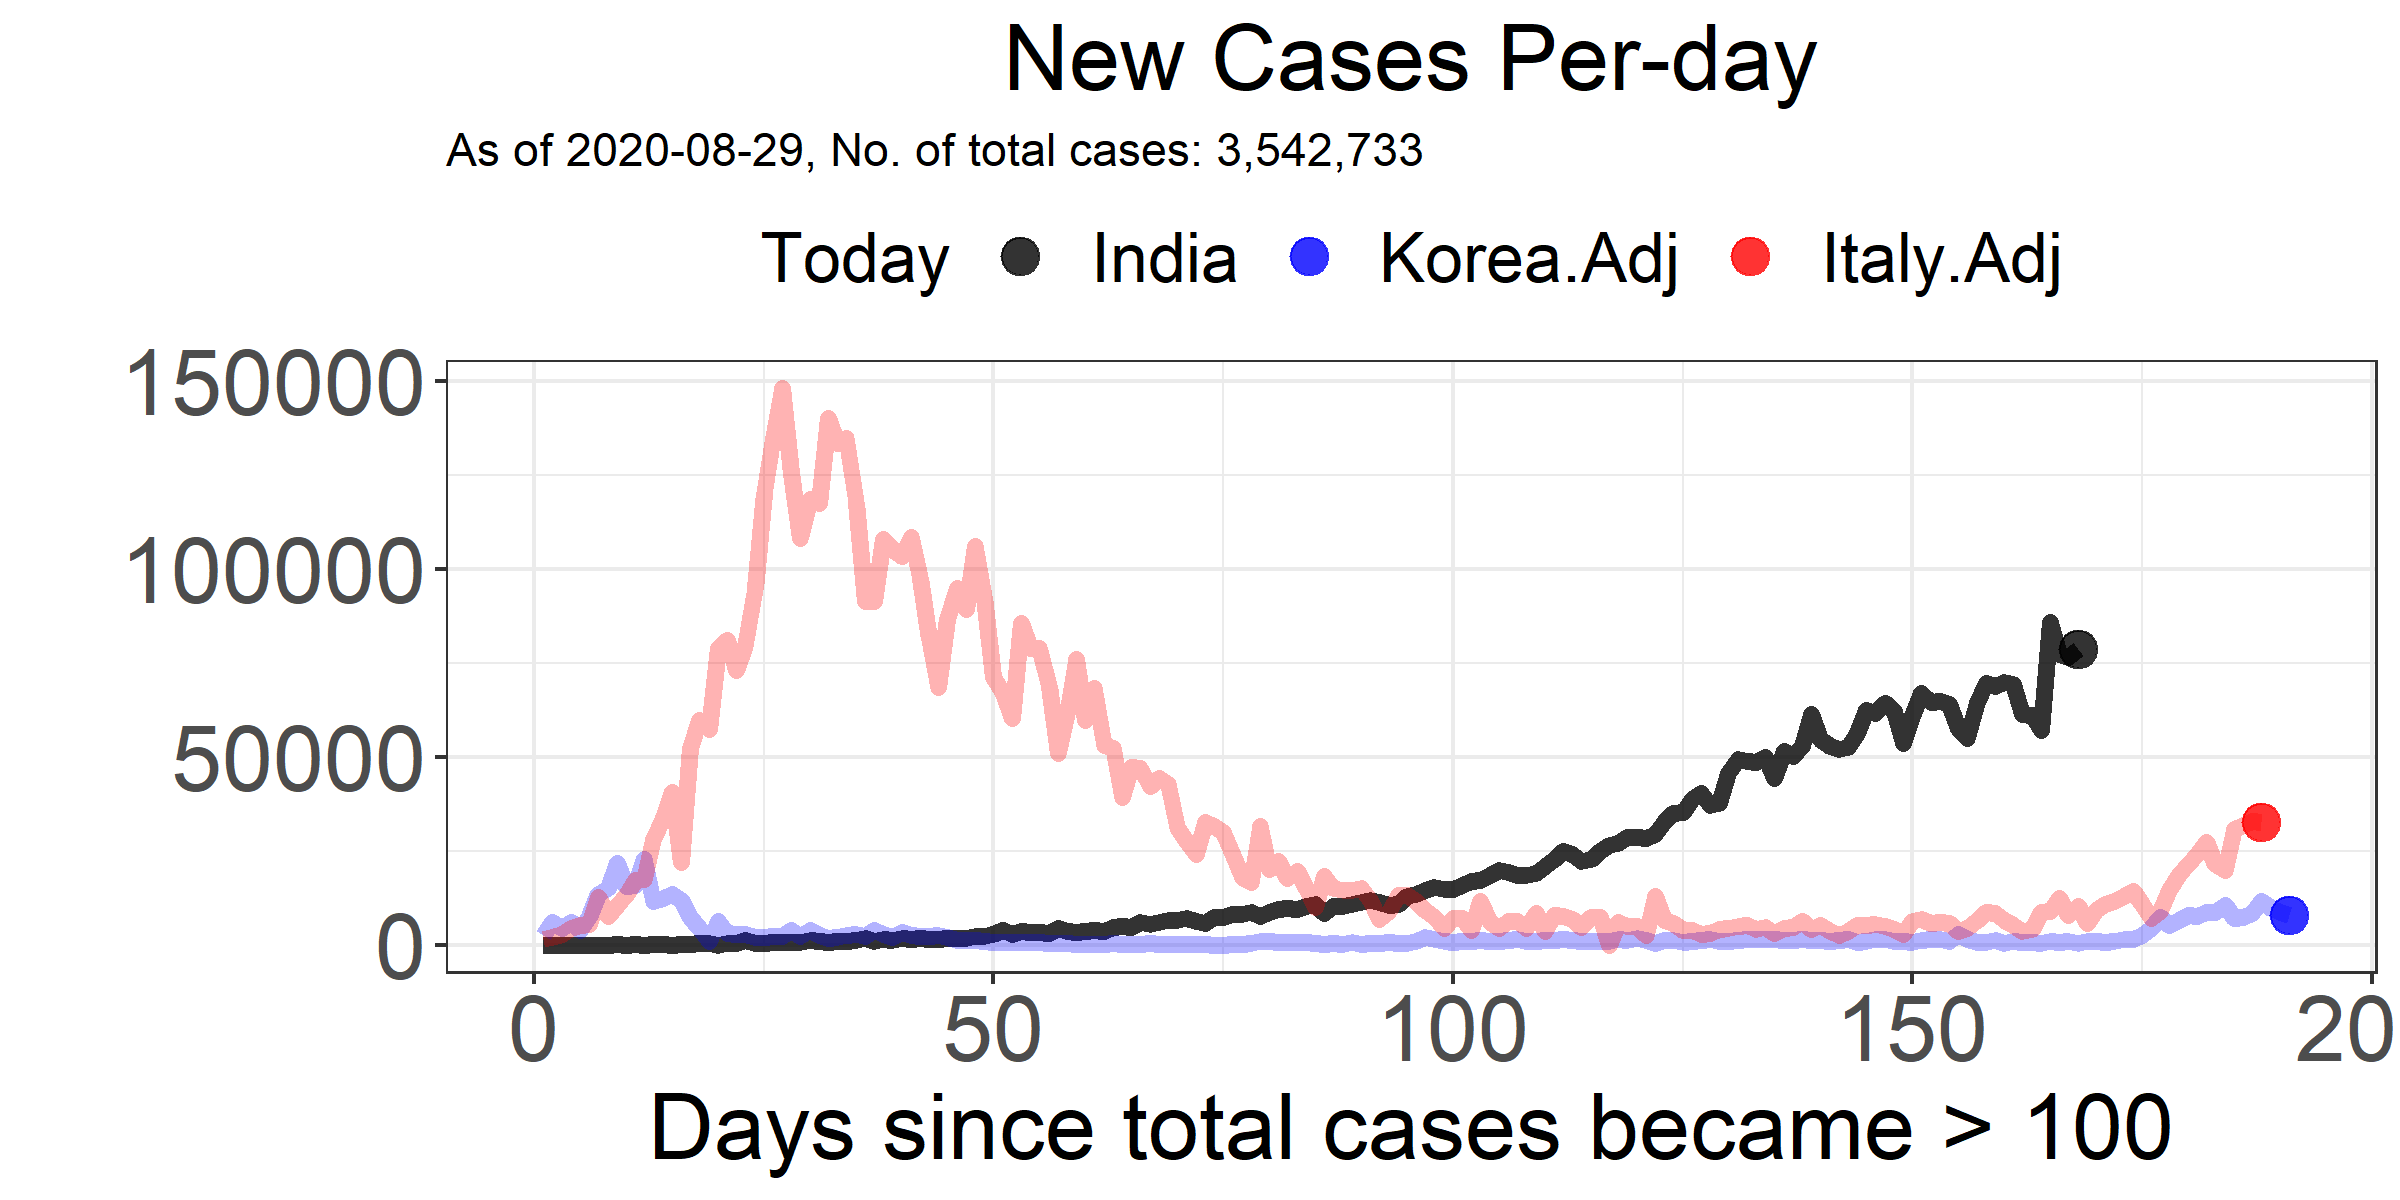 New Cases Per-day
As of 2020-08-29, No. of total cases: 3,542,733
Today India Korea.Adj Italy.Adj
150000
100000
50000
0
0 50 100 150 20
Days since total cases became > 100